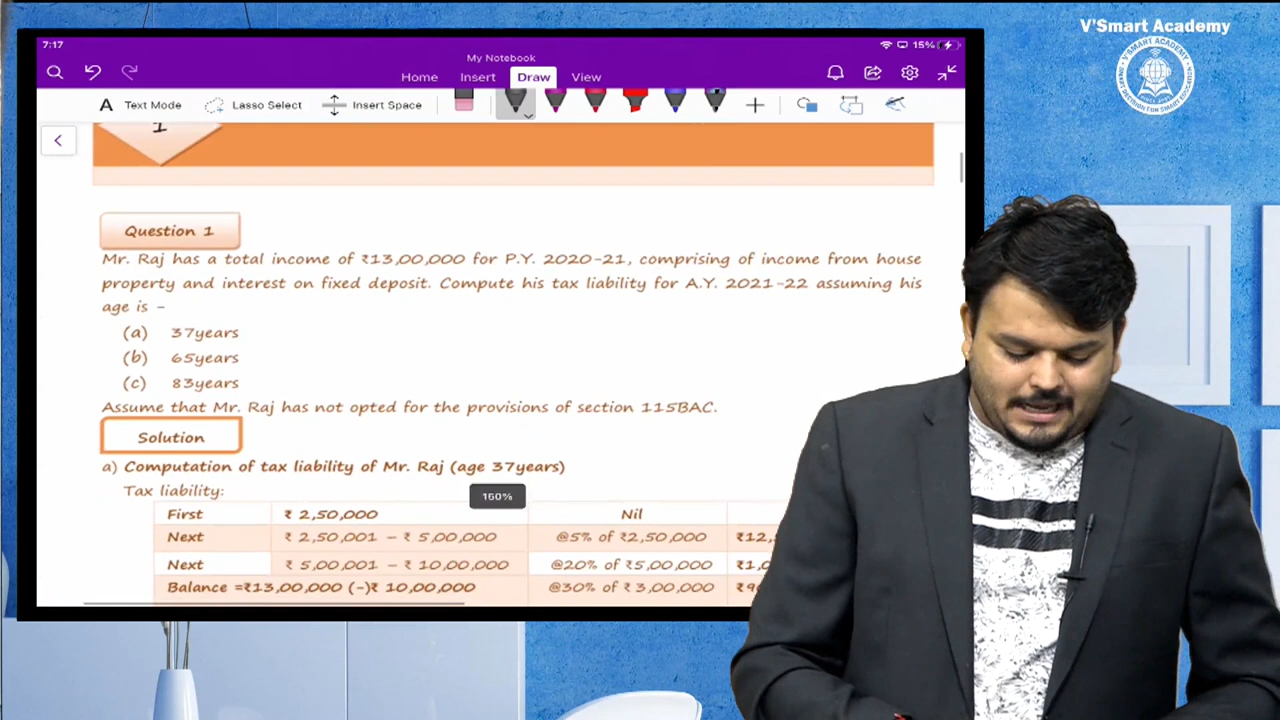 V'Smart Academy
7:17
15%
My Notebook
Home Insert Draw View
Text Mode Lasso Select Insert Space
1
Question 1
Mr. Raj has a total income of ₹13,00,000 for P.Y. 2020-21, comprising of income from house
property and interest on fixed deposit. Compute his tax liability for A.Y. 2021-22 assuming his
age is -
(a) 37years
(b) 65years
(c) 83years
Assume that Mr. Raj has not opted for the provisions of section 115BAC.
Solution
a) Computation of tax liability of Mr. Raj (age 37years)
Tax liability:
160%
First ₹ 2,50,000 Nil
Next ₹ 2,50,001 - ₹ 5,00,000 @5% of ₹2,50,000 ₹12,
Next ₹ 5,00,001 - ₹ 10,00,000 @20% of ₹5,00,000 ₹1,0
Balance =₹13,00,000 (-)₹ 10,00,000 @30% of ₹ 3,00,000 ₹9